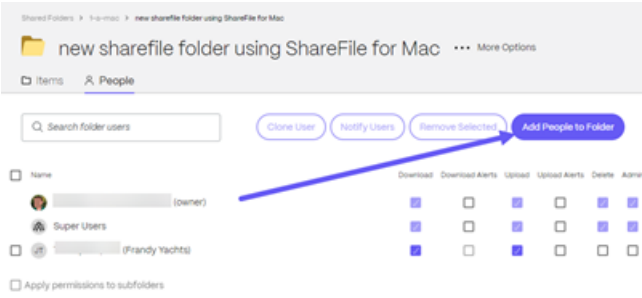 Shared Folders > f-o-mac > new sharefile folder using ShareFile for Mac
new sharefile folder using ShareFile for Mac ••• More Options
Items People
Search folder users Clone User Notify Users Remove Selected Add People to Folder
Name Download Download Alerts Upload Upload Alerts Delete Admin
(owner)
Super Users
(Frandy Yachts)
Apply permissions to subfolders